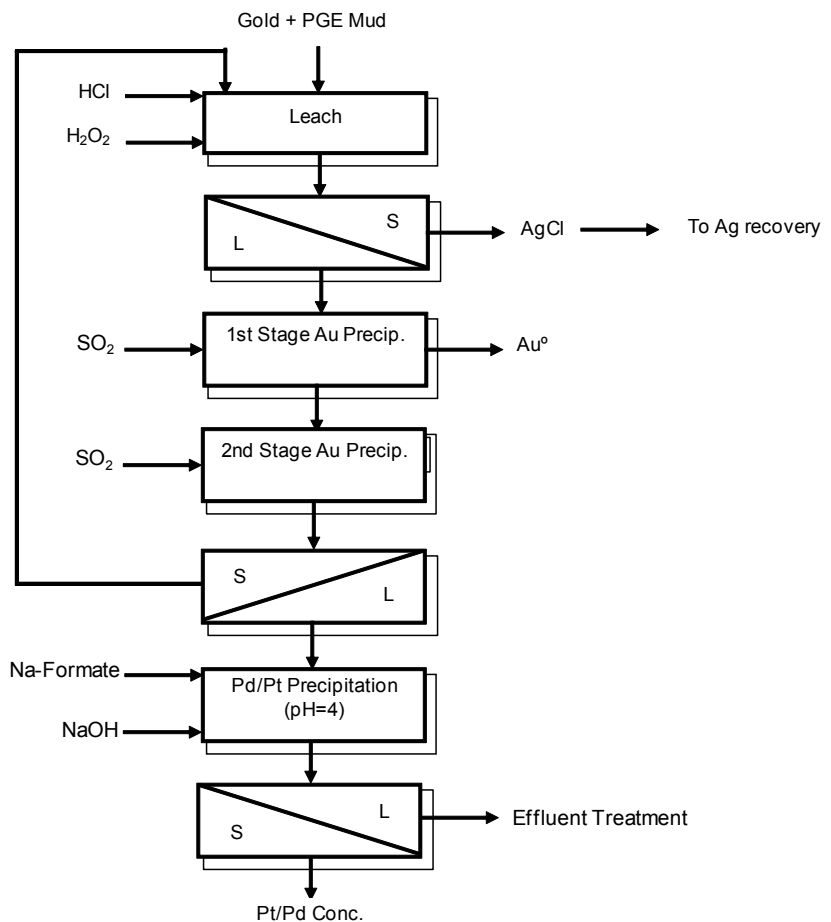 Gold + PGE Mud
HCl
Leach
H₂O₂
S
L
AgCl
To Ag recovery
1st Stage Au Precip.
SO₂
Auº
2nd Stage Au Precip.
SO₂
S
L
Na-Formate
Pd/Pt Precipitation
(pH=4)
NaOH
L
S
Effluent Treatment
Pt/Pd Conc.